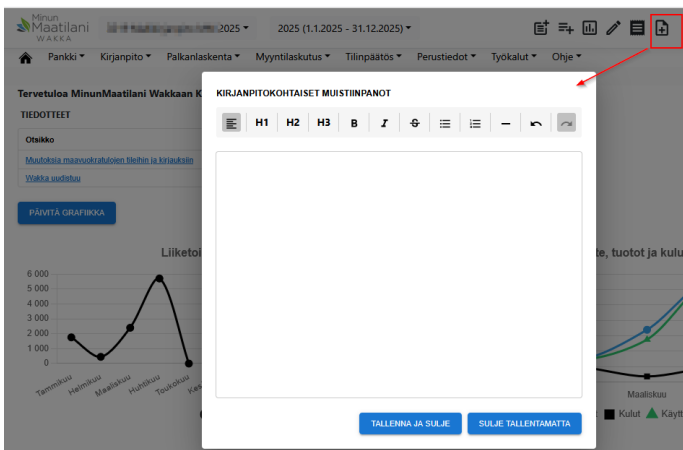 Minun
Maatilani
WAKKA
2025
2025 (1.1.2025 - 31.12.2025)
Pankki Kirjanpito Palkanlaskenta Myyntilaskutus Tilinpäätös Perustiedot Työkalut Ohje
Tervetuloa MinunMaatilani Wakkaan K
TIEDOTTEET
Otsikko
Muutoksia maavuokratulojen tileihin ja kirjauksiin
Wakka uudistuu
PÄIVITÄ GRAFIIKKA
KIRJANPITOKOHTAISET MUISTIINPANOT
H1 H2 H3 B I S
TALLENNA JA SULJE SULJE TALLENTAMATTA
Liiketoi
6 000
5 000
4 000
3 000
2 000
1 000
0
Tammikuu Helmikuu Maaliskuu Huhtikuu Toukokuu Kes
te, tuotot ja kulu
Maaliskuu
t Kulut Käytt